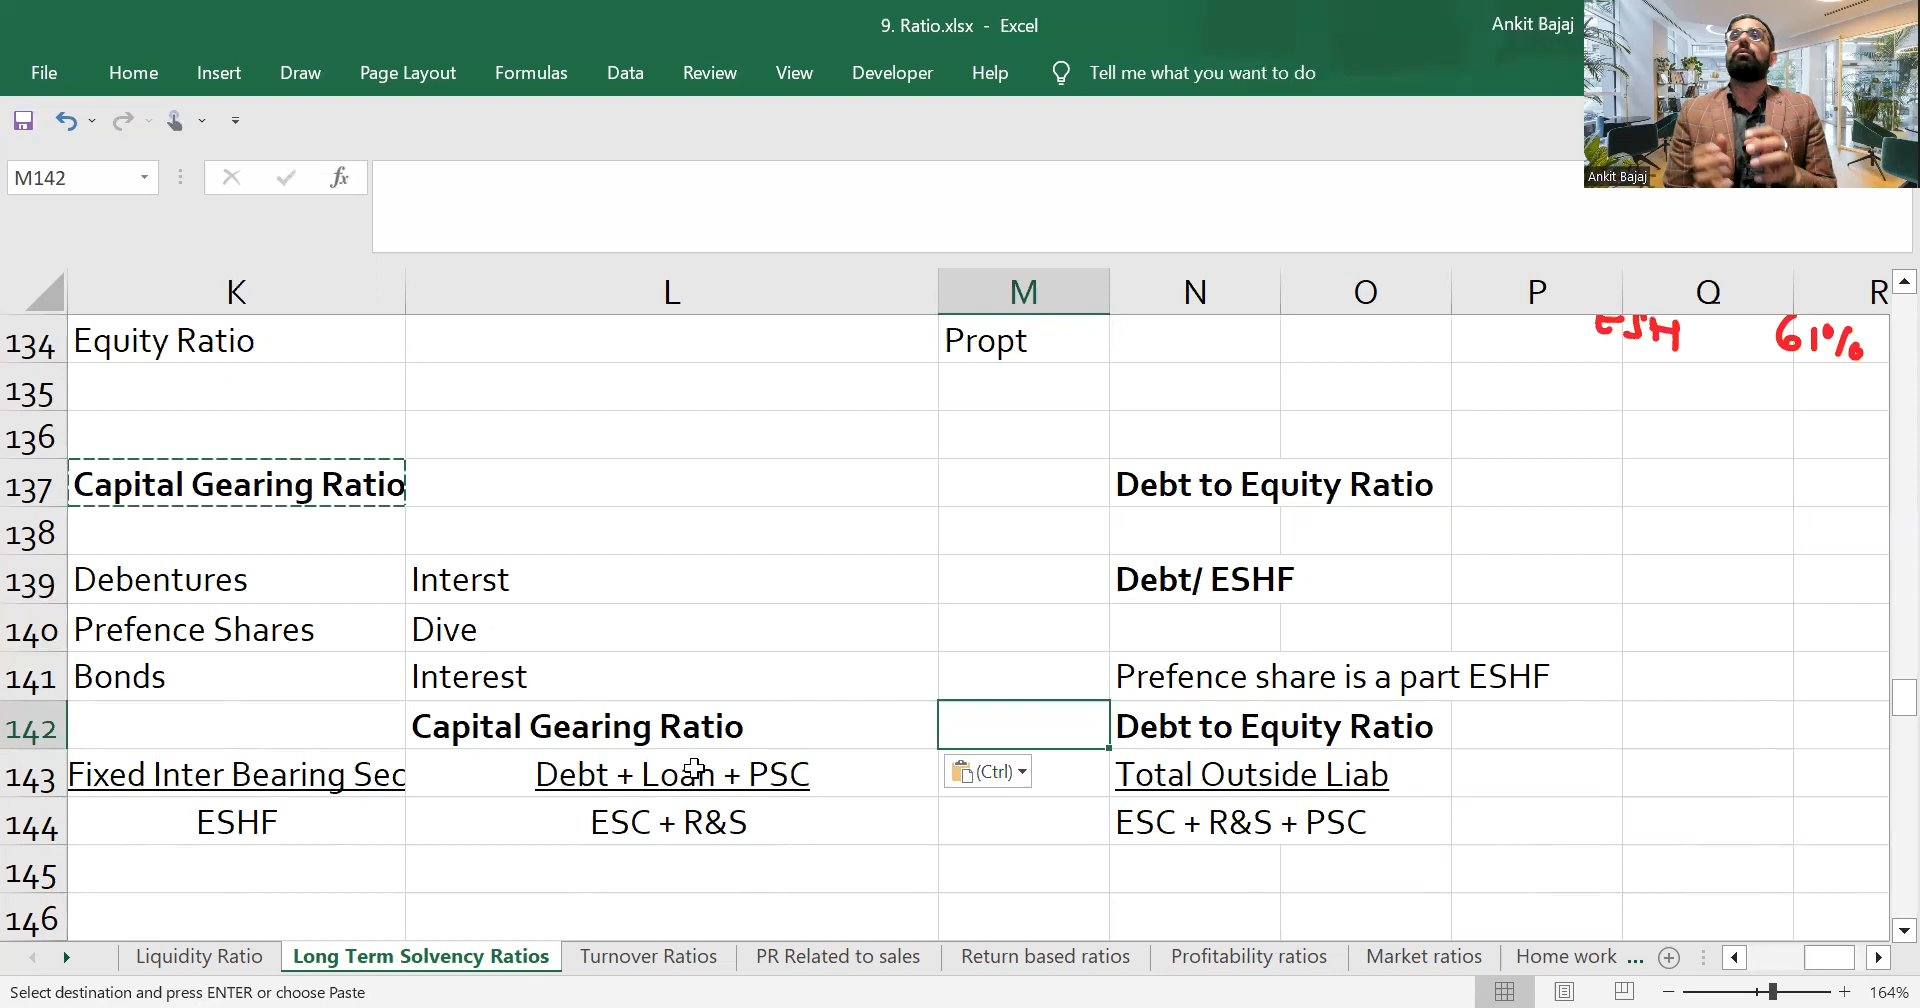 9. Ratio.xlsx - Excel
Ankit Bajaj
File Home Insert Draw Page Layout Formulas Data Review View Developer Help Tell me what you want to do
Ankit Bajaj
M142
fx
K L M N O P Q R
134 Equity Ratio Propt ESH 61%
135
136
137 Capital Gearing Ratio Debt to Equity Ratio
138
139 Debentures Interst Debt/ ESHF
140 Prefence Shares Dive
141 Bonds Interest Prefence share is a part ESHF
142 Capital Gearing Ratio Debt to Equity Ratio
143 Fixed Inter Bearing Sec Debt + Loan + PSC (Ctrl) Total Outside Liab
144 ESHF ESC + R&S ESC + R&S + PSC
145
146
Liquidity Ratio Long Term Solvency Ratios Turnover Ratios PR Related to sales Return based ratios Profitability ratios Market ratios Home work ...
Select destination and press ENTER or choose Paste 164%